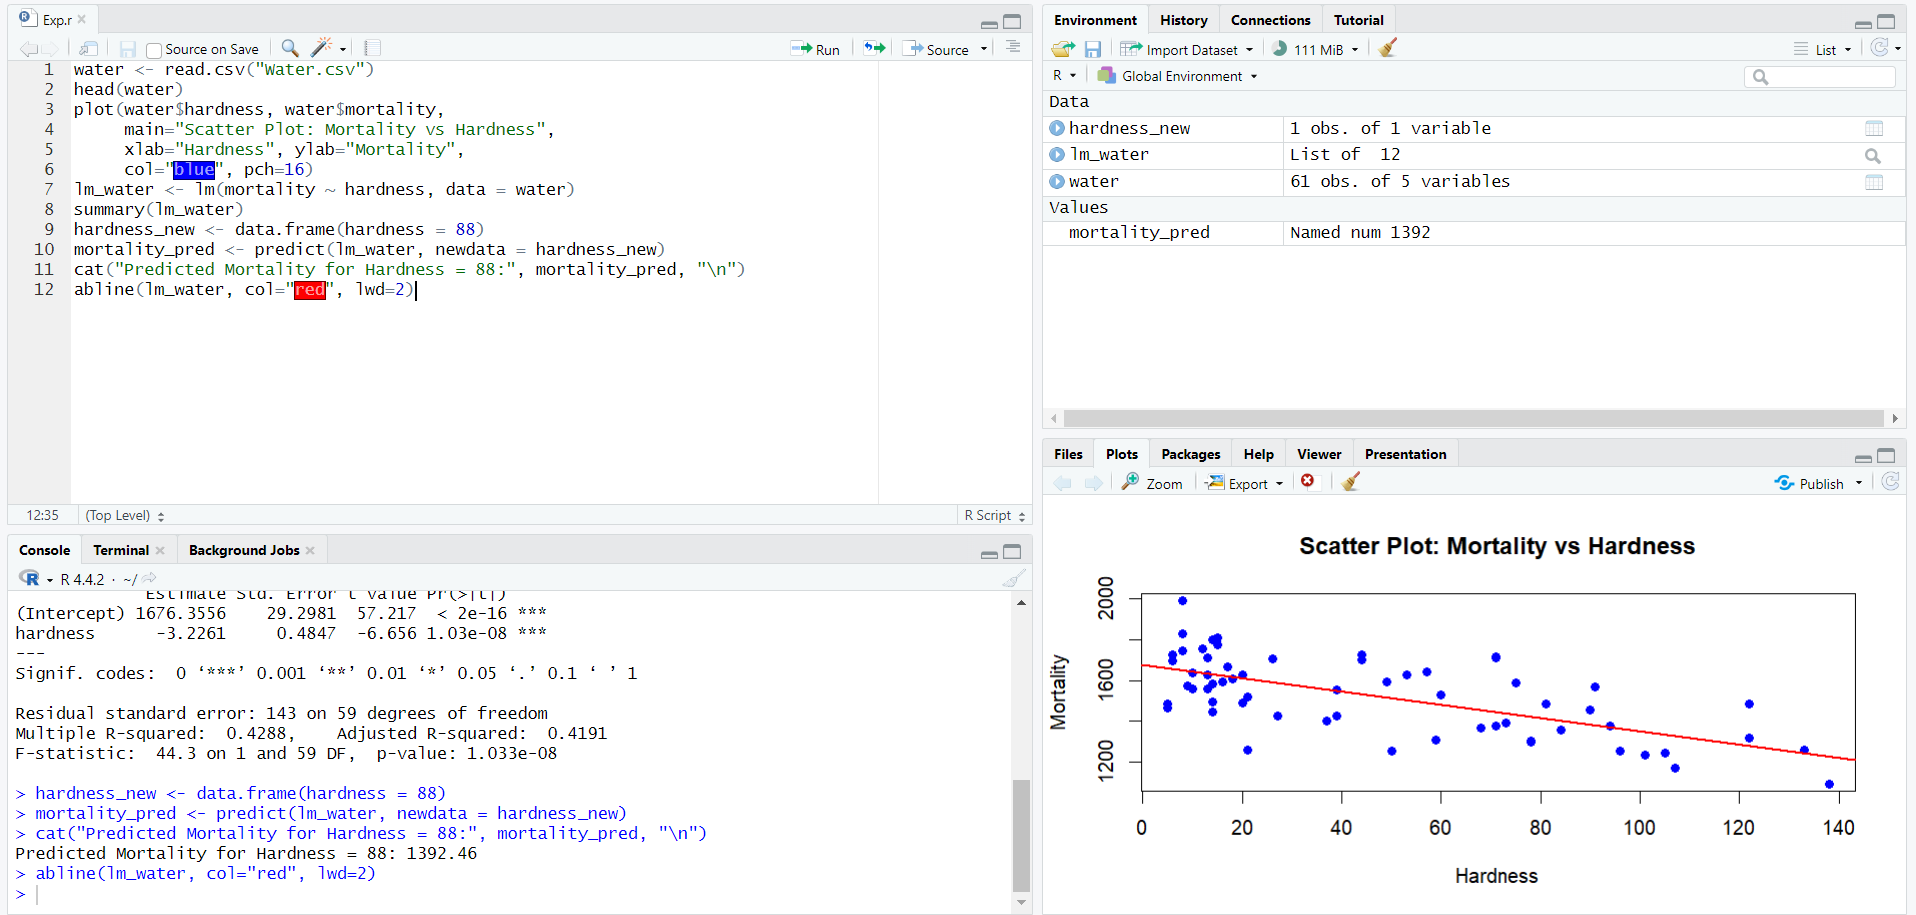 Exp.r
Source on Save
Run
Source
1 water <- read.csv("Water.csv")
2 head(water)
3 plot(water$hardness, water$mortality,
4 main="Scatter Plot: Mortality vs Hardness",
5 xlab="Hardness", ylab="Mortality",
6 col="blue", pch=16)
7 lm_water <- lm(mortality ~ hardness, data = water)
8 summary(lm_water)
9 hardness_new <- data.frame(hardness = 88)
10 mortality_pred <- predict(lm_water, newdata = hardness_new)
11 cat("Predicted Mortality for Hardness = 88:", mortality_pred, "\n")
12 abline(lm_water, col="red", lwd=2)
12:35 (Top Level) R Script
Console Terminal Background Jobs
R 4.4.2 · ~/
Estimate Std. Error t value Pr(>|t|)
(Intercept) 1676.3556 29.2981 57.217 < 2e-16 ***
hardness -3.2261 0.4847 -6.656 1.03e-08 ***
---
Signif. codes: 0 ‘***’ 0.001 ‘**’ 0.01 ‘*’ 0.05 ‘.’ 0.1 ‘ ’ 1
Residual standard error: 143 on 59 degrees of freedom
Multiple R-squared: 0.4288, Adjusted R-squared: 0.4191
F-statistic: 44.3 on 1 and 59 DF, p-value: 1.033e-08
> hardness_new <- data.frame(hardness = 88)
> mortality_pred <- predict(lm_water, newdata = hardness_new)
> cat("Predicted Mortality for Hardness = 88:", mortality_pred, "\n")
Predicted Mortality for Hardness = 88: 1392.46
> abline(lm_water, col="red", lwd=2)
>
Environment History Connections Tutorial
Import Dataset 111 MiB List
R Global Environment
Data
hardness_new 1 obs. of 1 variable
lm_water List of 12
water 61 obs. of 5 variables
Values
mortality_pred Named num 1392
Files Plots Packages Help Viewer Presentation
Zoom Export Publish
Scatter Plot: Mortality vs Hardness
Mortality
2000
1600
1200
0 20 40 60 80 100 120 140
Hardness